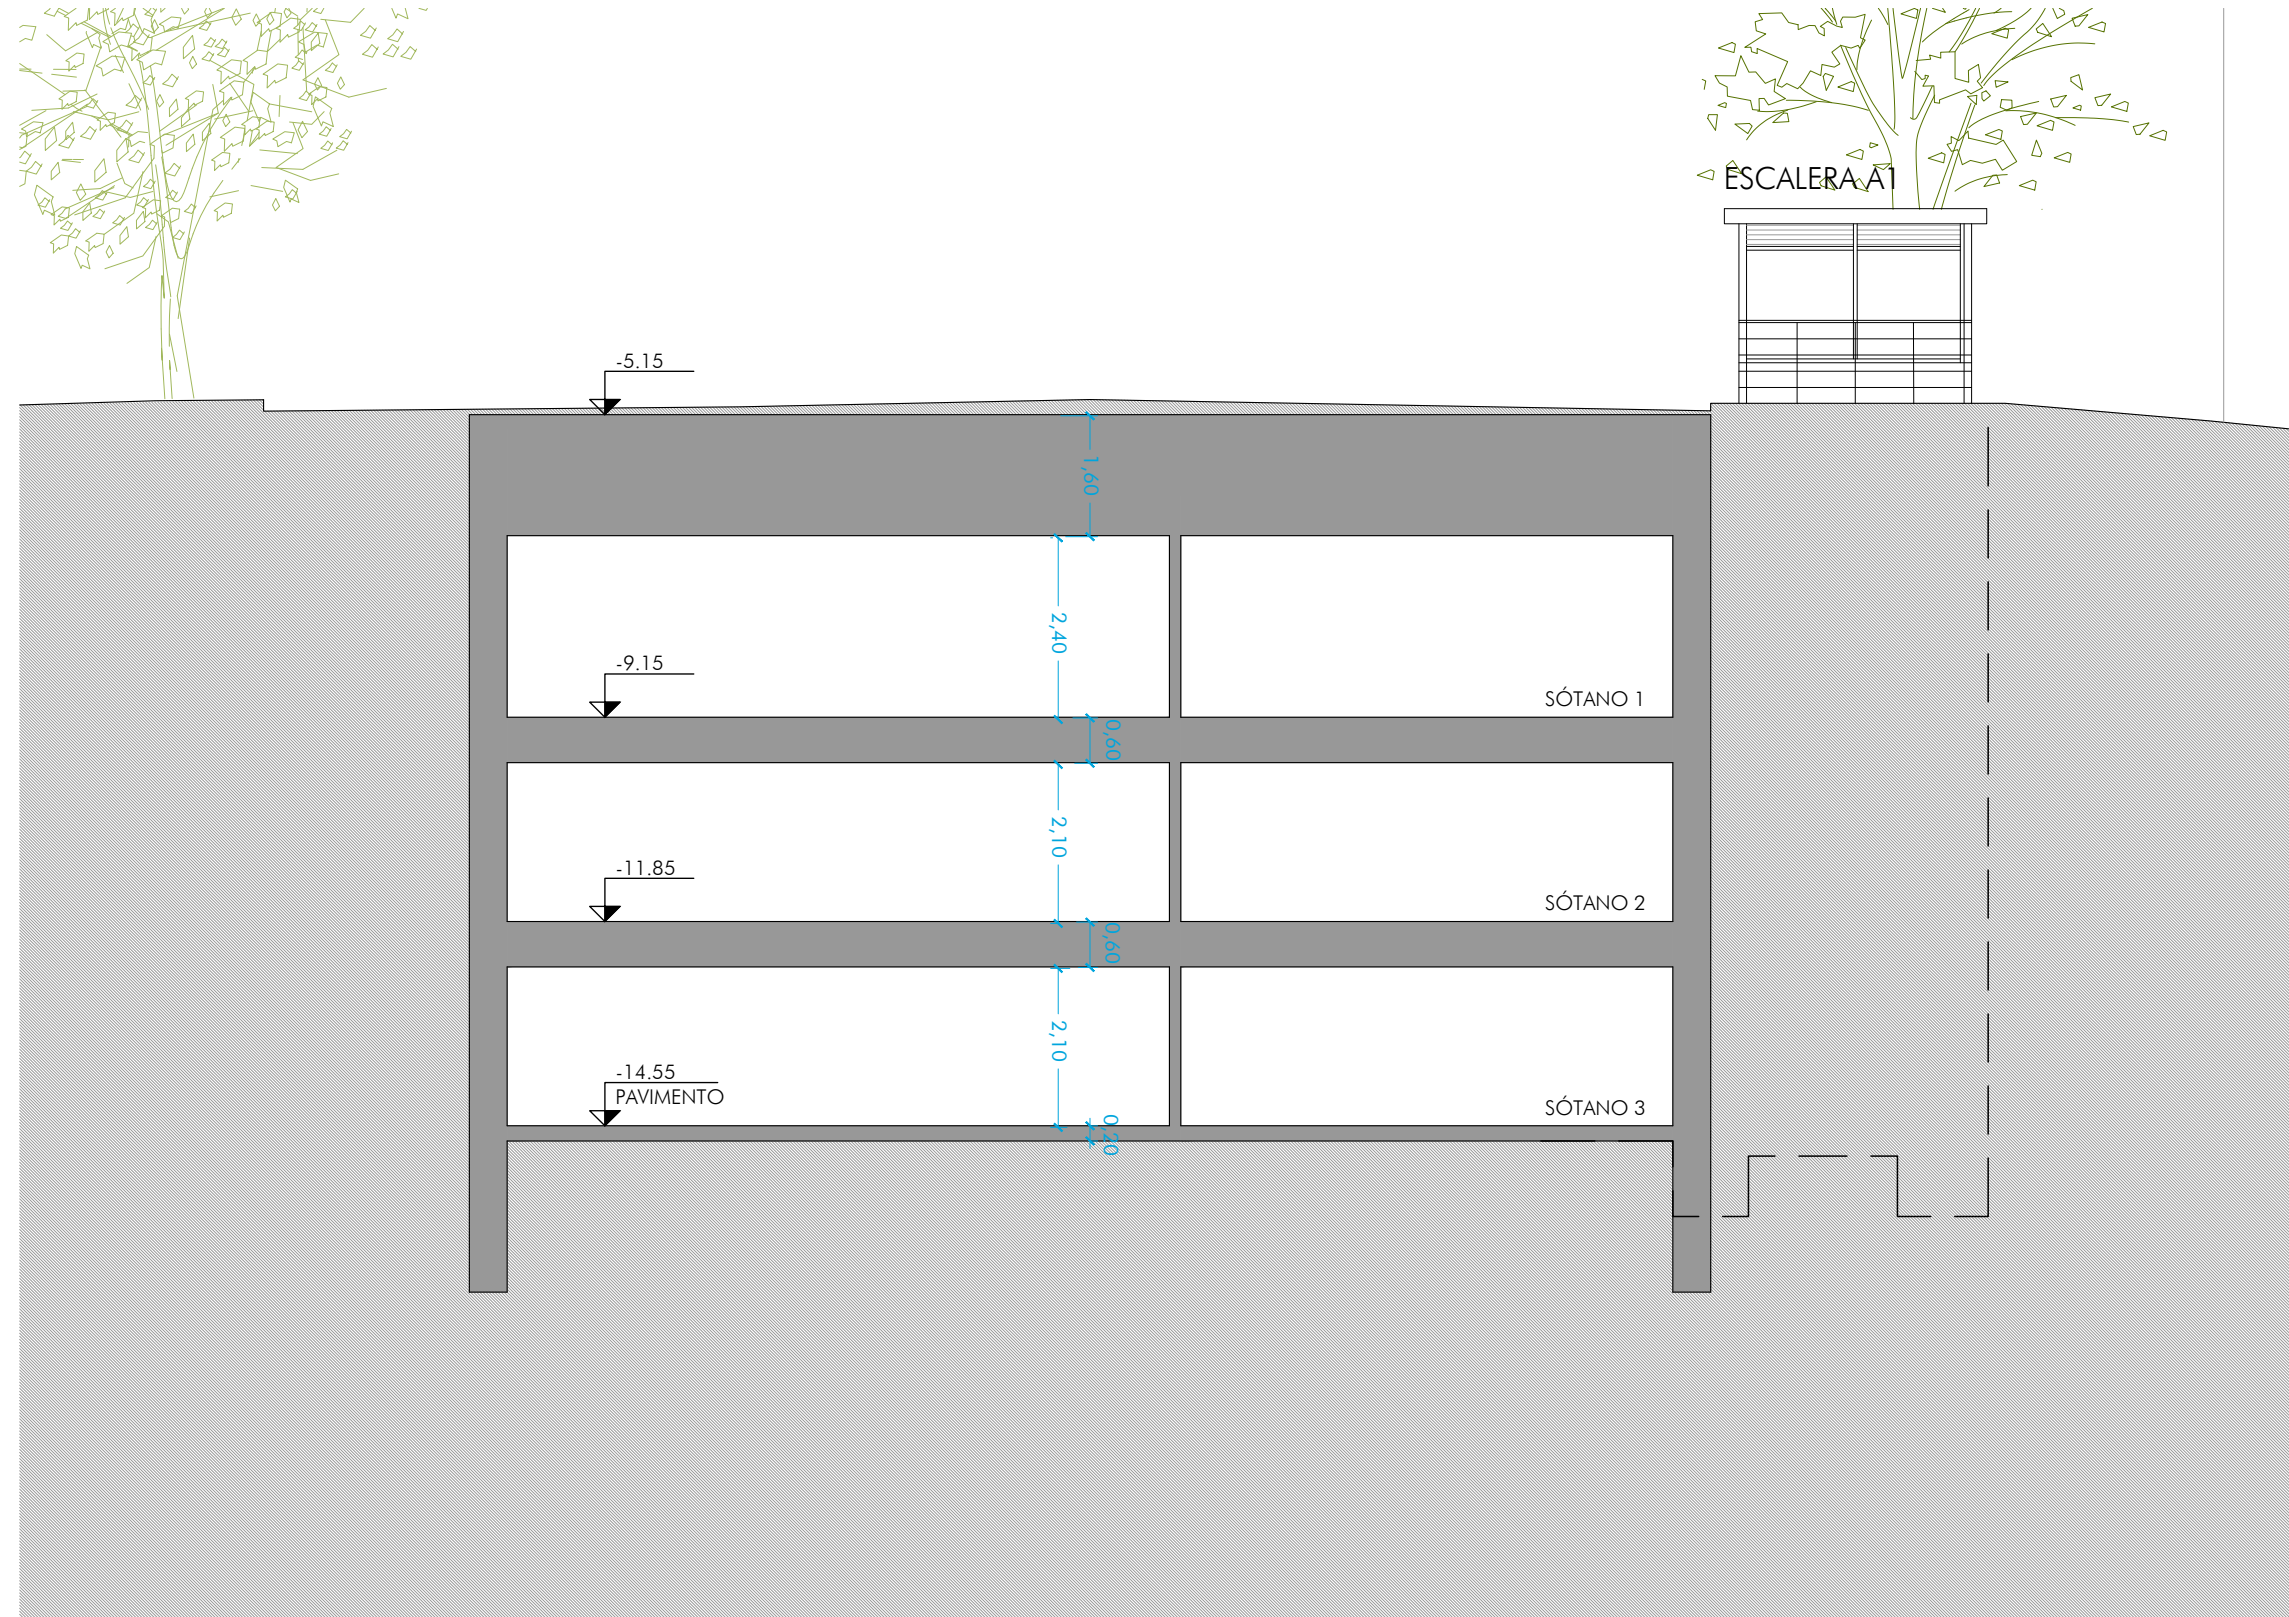 ESCALERA A1
-5.15
1,60
2,40
-9.15
SÓTANO 1
0,60
2,10
-11.85
SÓTANO 2
0,60
2,10
-14.55
PAVIMENTO
SÓTANO 3
0,20